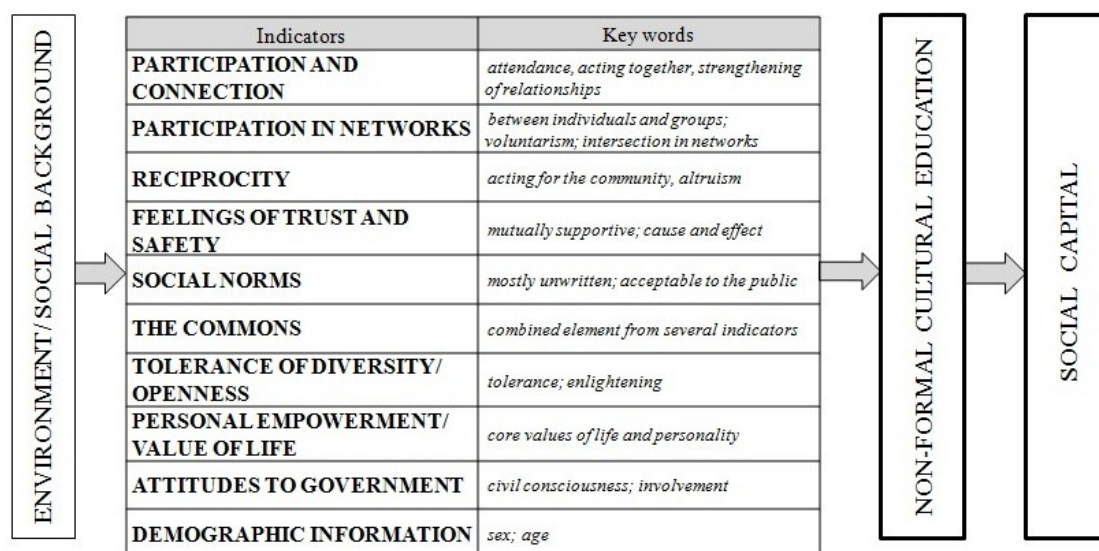 ENVIRONMENT/ SOCIAL BACKGROUND
Indicators
Key words
PARTICIPATION AND
CONNECTION
attendance, acting together, strengthening
of relationships
PARTICIPATION IN NETWORKS
between individuals and groups;
voluntarism; intersection in networks
RECIPROCITY
acting for the community, altruism
FEELINGS OF TRUST AND
SAFETY
mutually supportive; cause and effect
SOCIAL NORMS
mostly unwritten; acceptable to the public
THE COMMONS
combined element from several indicators
TOLERANCE OF DIVERSITY/
OPENNESS
tolerance; enlightening
PERSONAL EMPOWERMENT/
VALUE OF LIFE
core values of life and personality
ATTITUDES TO GOVERNMENT
civil consciousness; involvement
DEMOGRAPHIC INFORMATION
sex; age
NON-FORMAL CULTURAL EDUCATION
SOCIAL CAPITAL